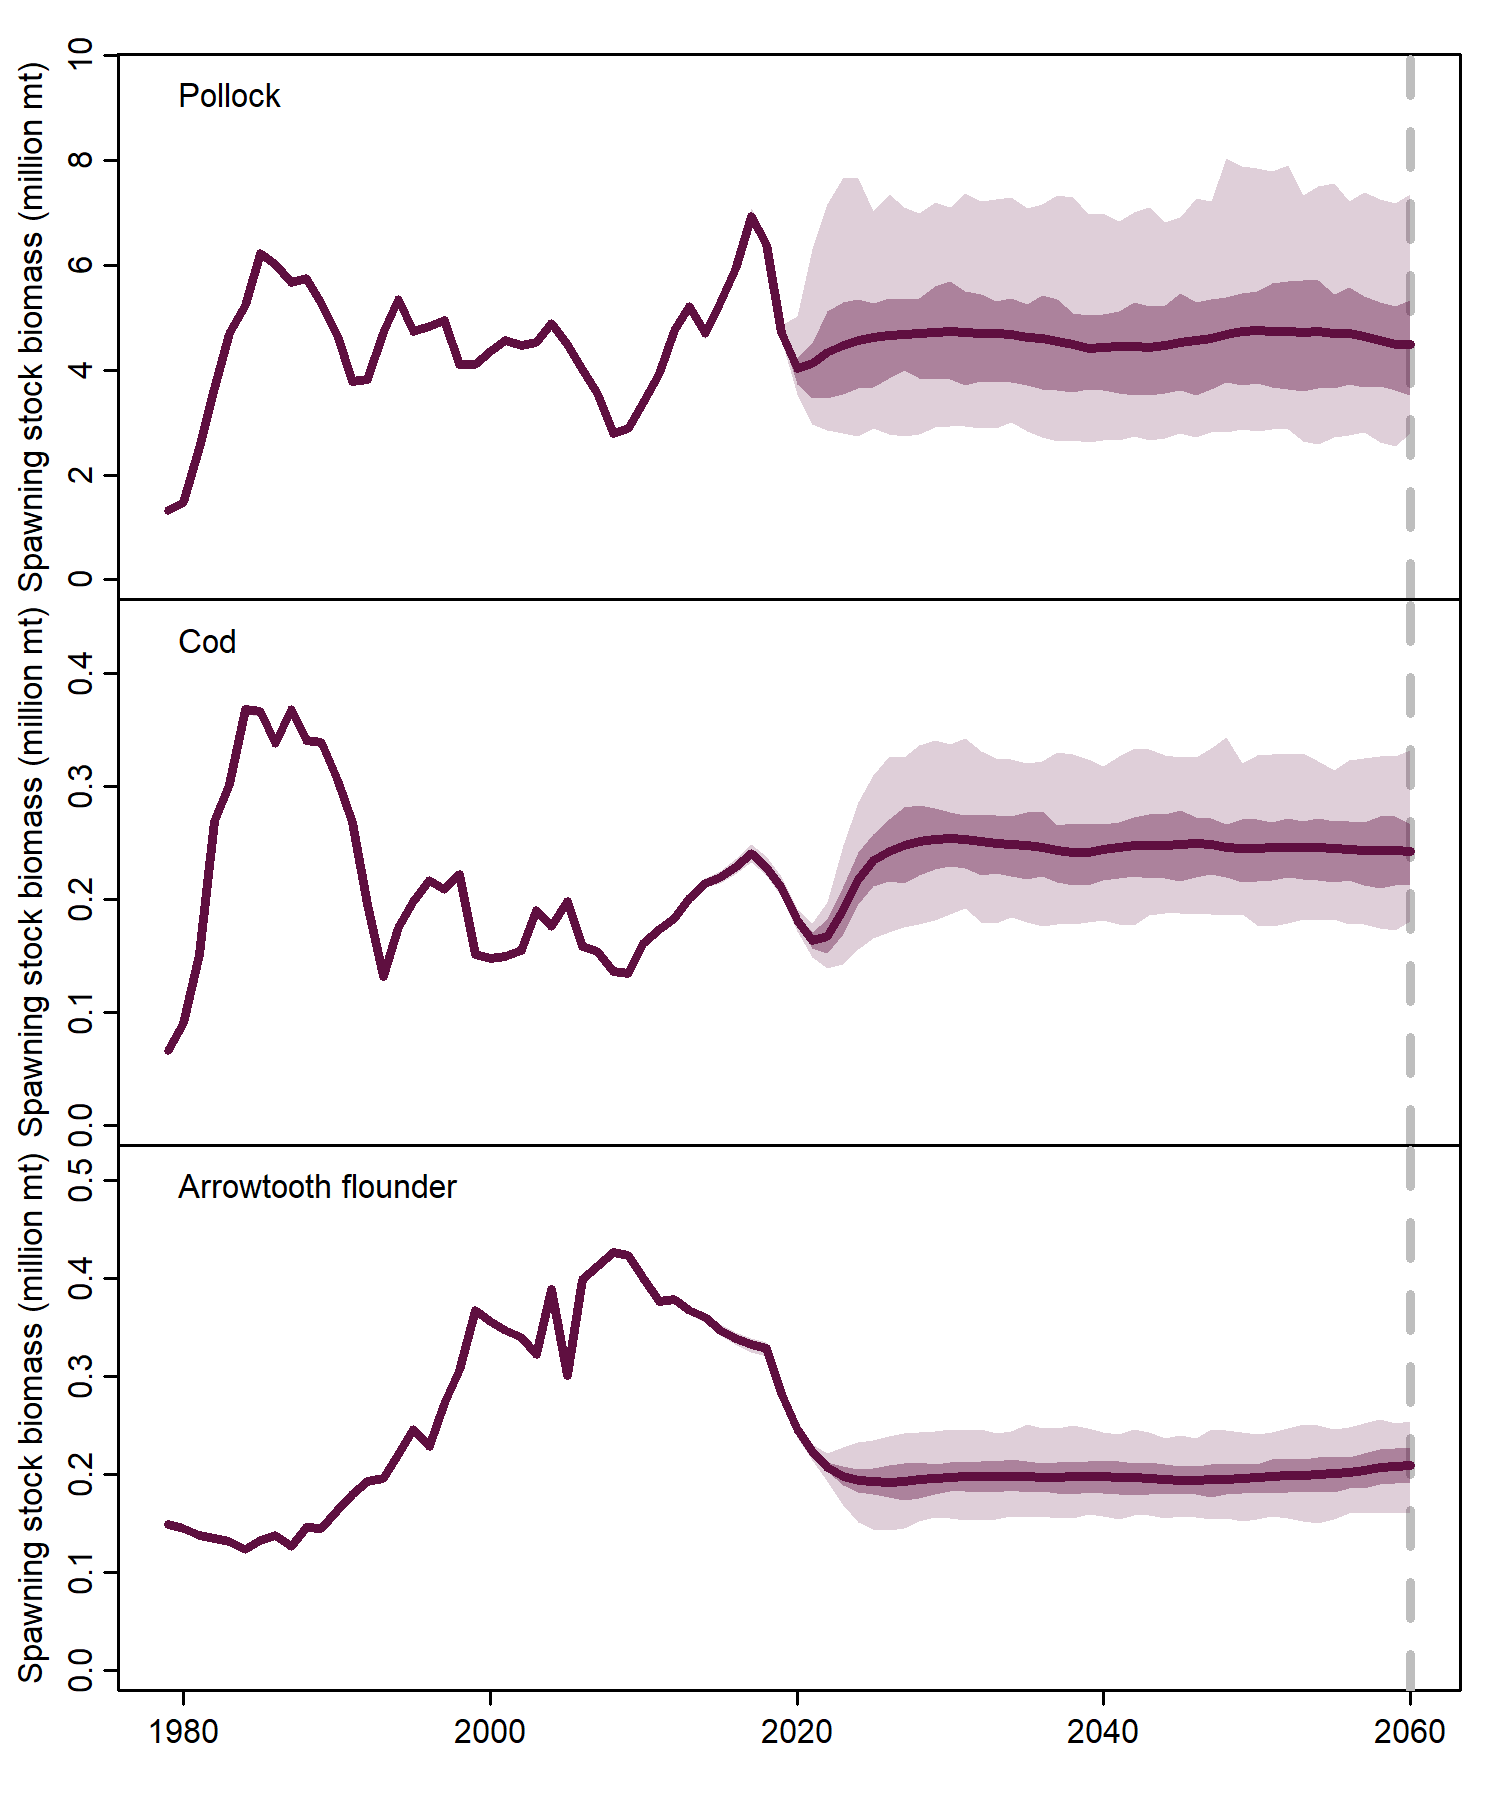 Spawning stock biomass (million mt)
10
8
6
4
2
0
Pollock
Spawning stock biomass (million mt)
0.4
0.3
0.2
0.1
0.0
Cod
Spawning stock biomass (million mt)
0.5
0.4
0.3
0.2
0.1
0.0
Arrowtooth flounder
1980 2000 2020 2040 2060